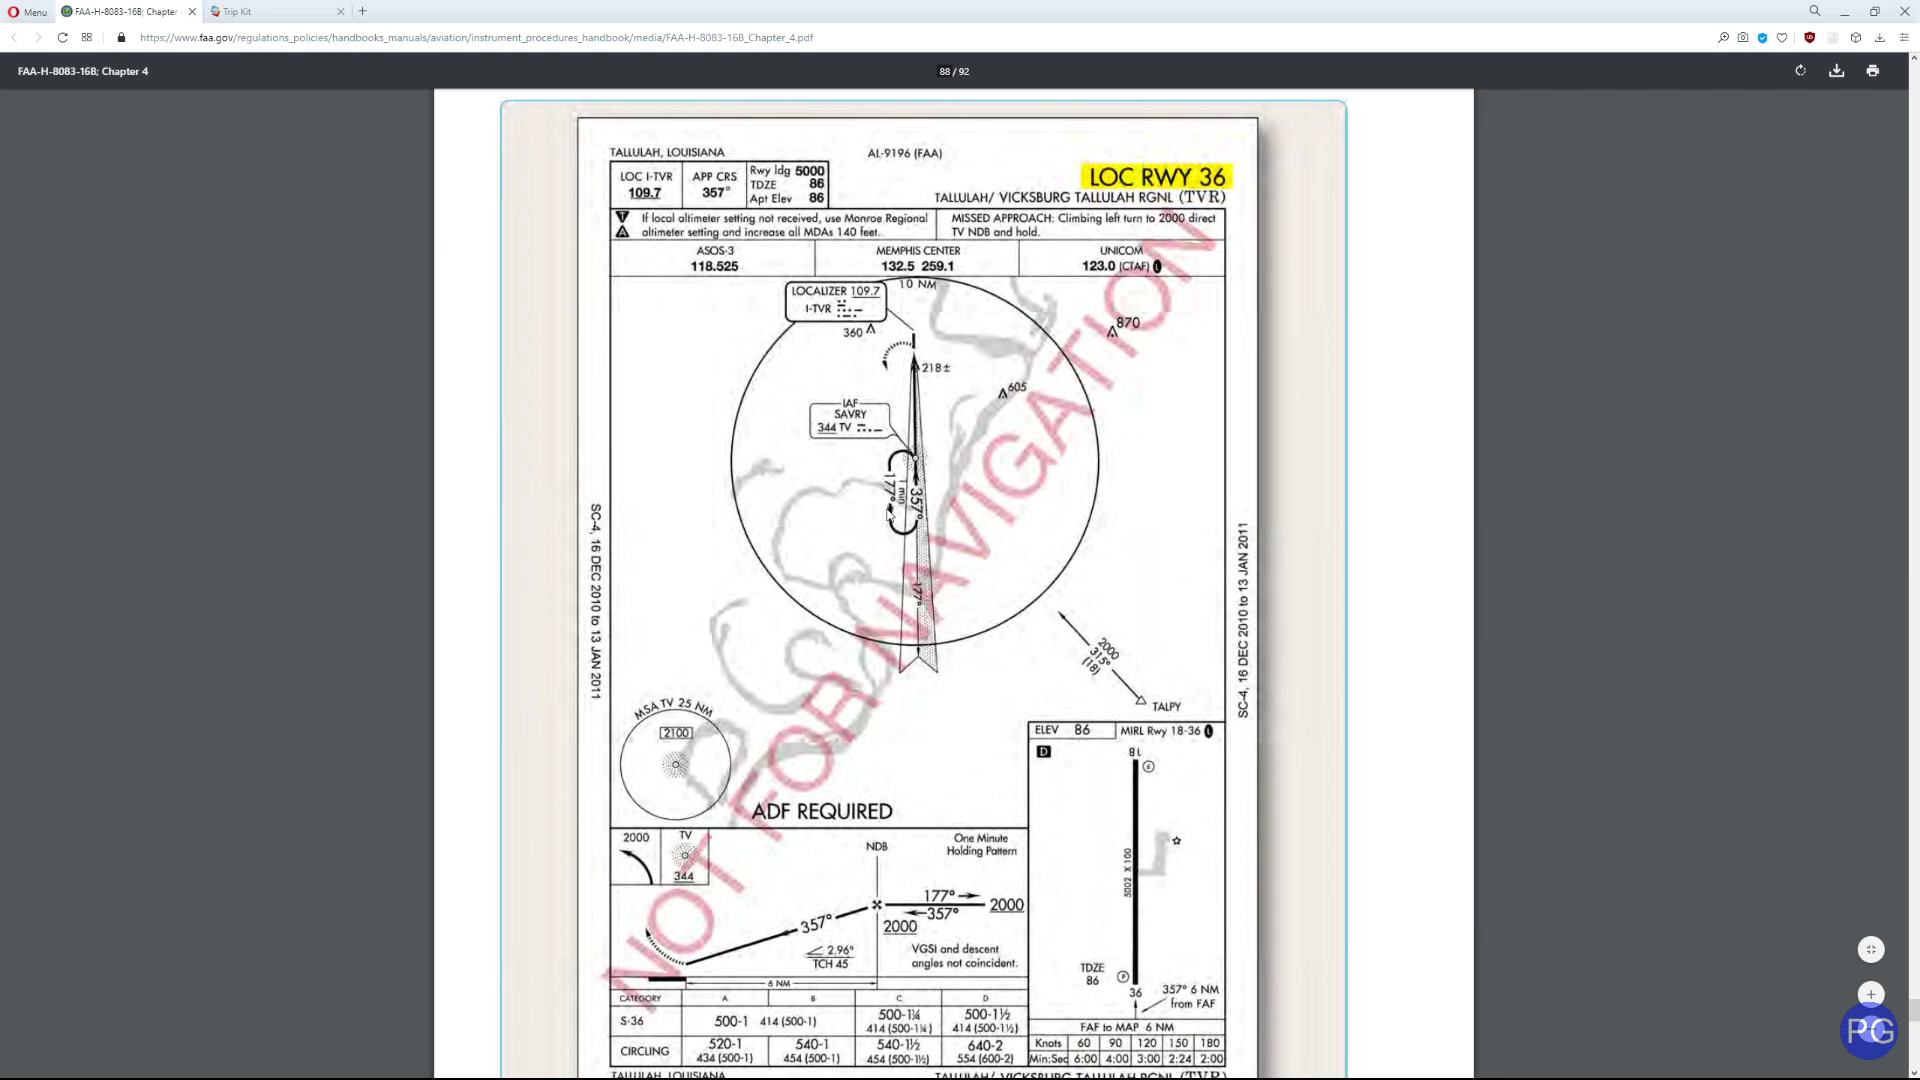 Menu
FAA-H-8083-16B; Chapter
Trip Kit
https://www.faa.gov/regulations_policies/handbooks_manuals/aviation/instrument_procedures_handbook/media/FAA-H-8083-16B_Chapter_4.pdf
FAA-H-8083-16B; Chapter 4
88 / 92
TALLULAH, LOUISIANA
AL-9196 (FAA)
LOC I-TVR
109.7
APP CRS
357°
Rwy ldg 5000
TDZE 86
Apt Elev 86
LOC RWY 36
TALLULAH/ VICKSBURG TALLULAH RGNL (TVR)
T
A
If local altimeter setting not received, use Monroe Regional
altimeter setting and increase all MDAs 140 feet.
MISSED APPROACH: Climbing left turn to 2000 direct
TV NDB and hold.
ASOS-3
118.525
MEMPHIS CENTER
132.5 259.1
UNICOM
123.0 (CTAF) L
10 NM
LOCALIZER 109.7
I-TVR
360
870
218±
605
IAF
SAVRY
344 TV
177°
1 min
357°
177°
NOT FOR NAVIGATION
SC-4, 16 DEC 2010 to 13 JAN 2011
SC-4, 16 DEC 2010 to 13 JAN 2011
2000
315°
(18)
TALPY
MSA TV 25 NM
2100
ADF REQUIRED
ELEV 86
MIRL Rwy 18-36 L
D
18
5002 X 100
TDZE
86
P
36
357° 6 NM
from FAF
2000
TV
344
NDB
One Minute
Holding Pattern
177°
357°
2000
2000
357°
2.96°
TCH 45
VGSI and descent
angles not coincident.
6 NM
CATEGORY A B C D
S-36
500-1 414 (500-1)
500-1¼
414 (500-1¼)
500-1½
414 (500-1½)
CIRCLING
520-1
434 (500-1)
540-1
454 (500-1)
540-1½
454 (500-1½)
640-2
554 (600-2)
FAF to MAP 6 NM
Knots 60 90 120 150 180
Min:Sec 6:00 4:00 3:00 2:24 2:00
TALLULAH, LOUISIANA
TALLULAH/ VICKSBURG TALLULAH RGNL (TVR)
PG